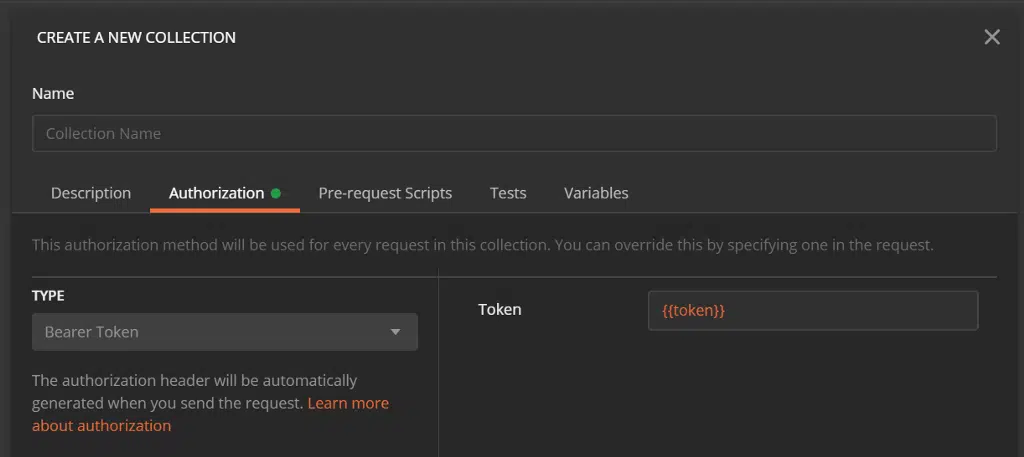 CREATE A NEW COLLECTION
Name
Collection Name
Description Authorization Pre-request Scripts Tests Variables
This authorization method will be used for every request in this collection. You can override this by specifying one in the request.
TYPE
Bearer Token
The authorization header will be automatically
generated when you send the request. Learn more
about authorization
Token
{{token}}